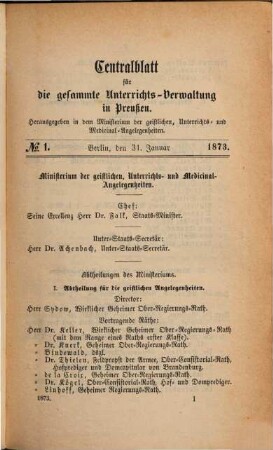 Centralblatt
für
die gesammte Unterrichts-Verwaltung
in Preußen.
Herausgegeben in dem Ministerium der geistlichen, Unterrichts- und
Medicinal-Angelegenheiten.
№ 1. Berlin, den 31. Januar 1873.
Ministerium der geistlichen, Unterrichts- und Medicinal-
Angelegenheiten.
Chef:
Seine Excellenz Herr Dr. Falk, Staats-Minister.
Unter-Staats-Secretär:
Herr Dr. Achenbach, Unter-Staats-Secretär.
Abtheilungen des Ministeriums.
I. Abtheilung für die geistlichen Angelegenheiten.
Director:
Herr Sydow, Wirklicher Geheimer Ober-Regierungs-Rath.
Vortragende Räthe:
Herr Dr. Keller, Wirklicher Geheimer Ober-Regierungs-Rath
(mit dem Range eines Raths erster Klasse).
= Dr. Knerk, Geheimer Ober-Regierungs-Rath.
= Bindewald, dsgl.
= Dr. Thielen, Feldpropst der Armee, Ober-Consistorial-Rath,
Hofprediger und Domcapitular von Brandenburg.
= de la Croix, Geheimer Ober-Regierungs-Rath.
= Dr. Kögel, Ober-Consistorial-Rath, Hof- und Domprediger.
= Linhoff, Geheimer Regierungs-Rath.
1873. 1